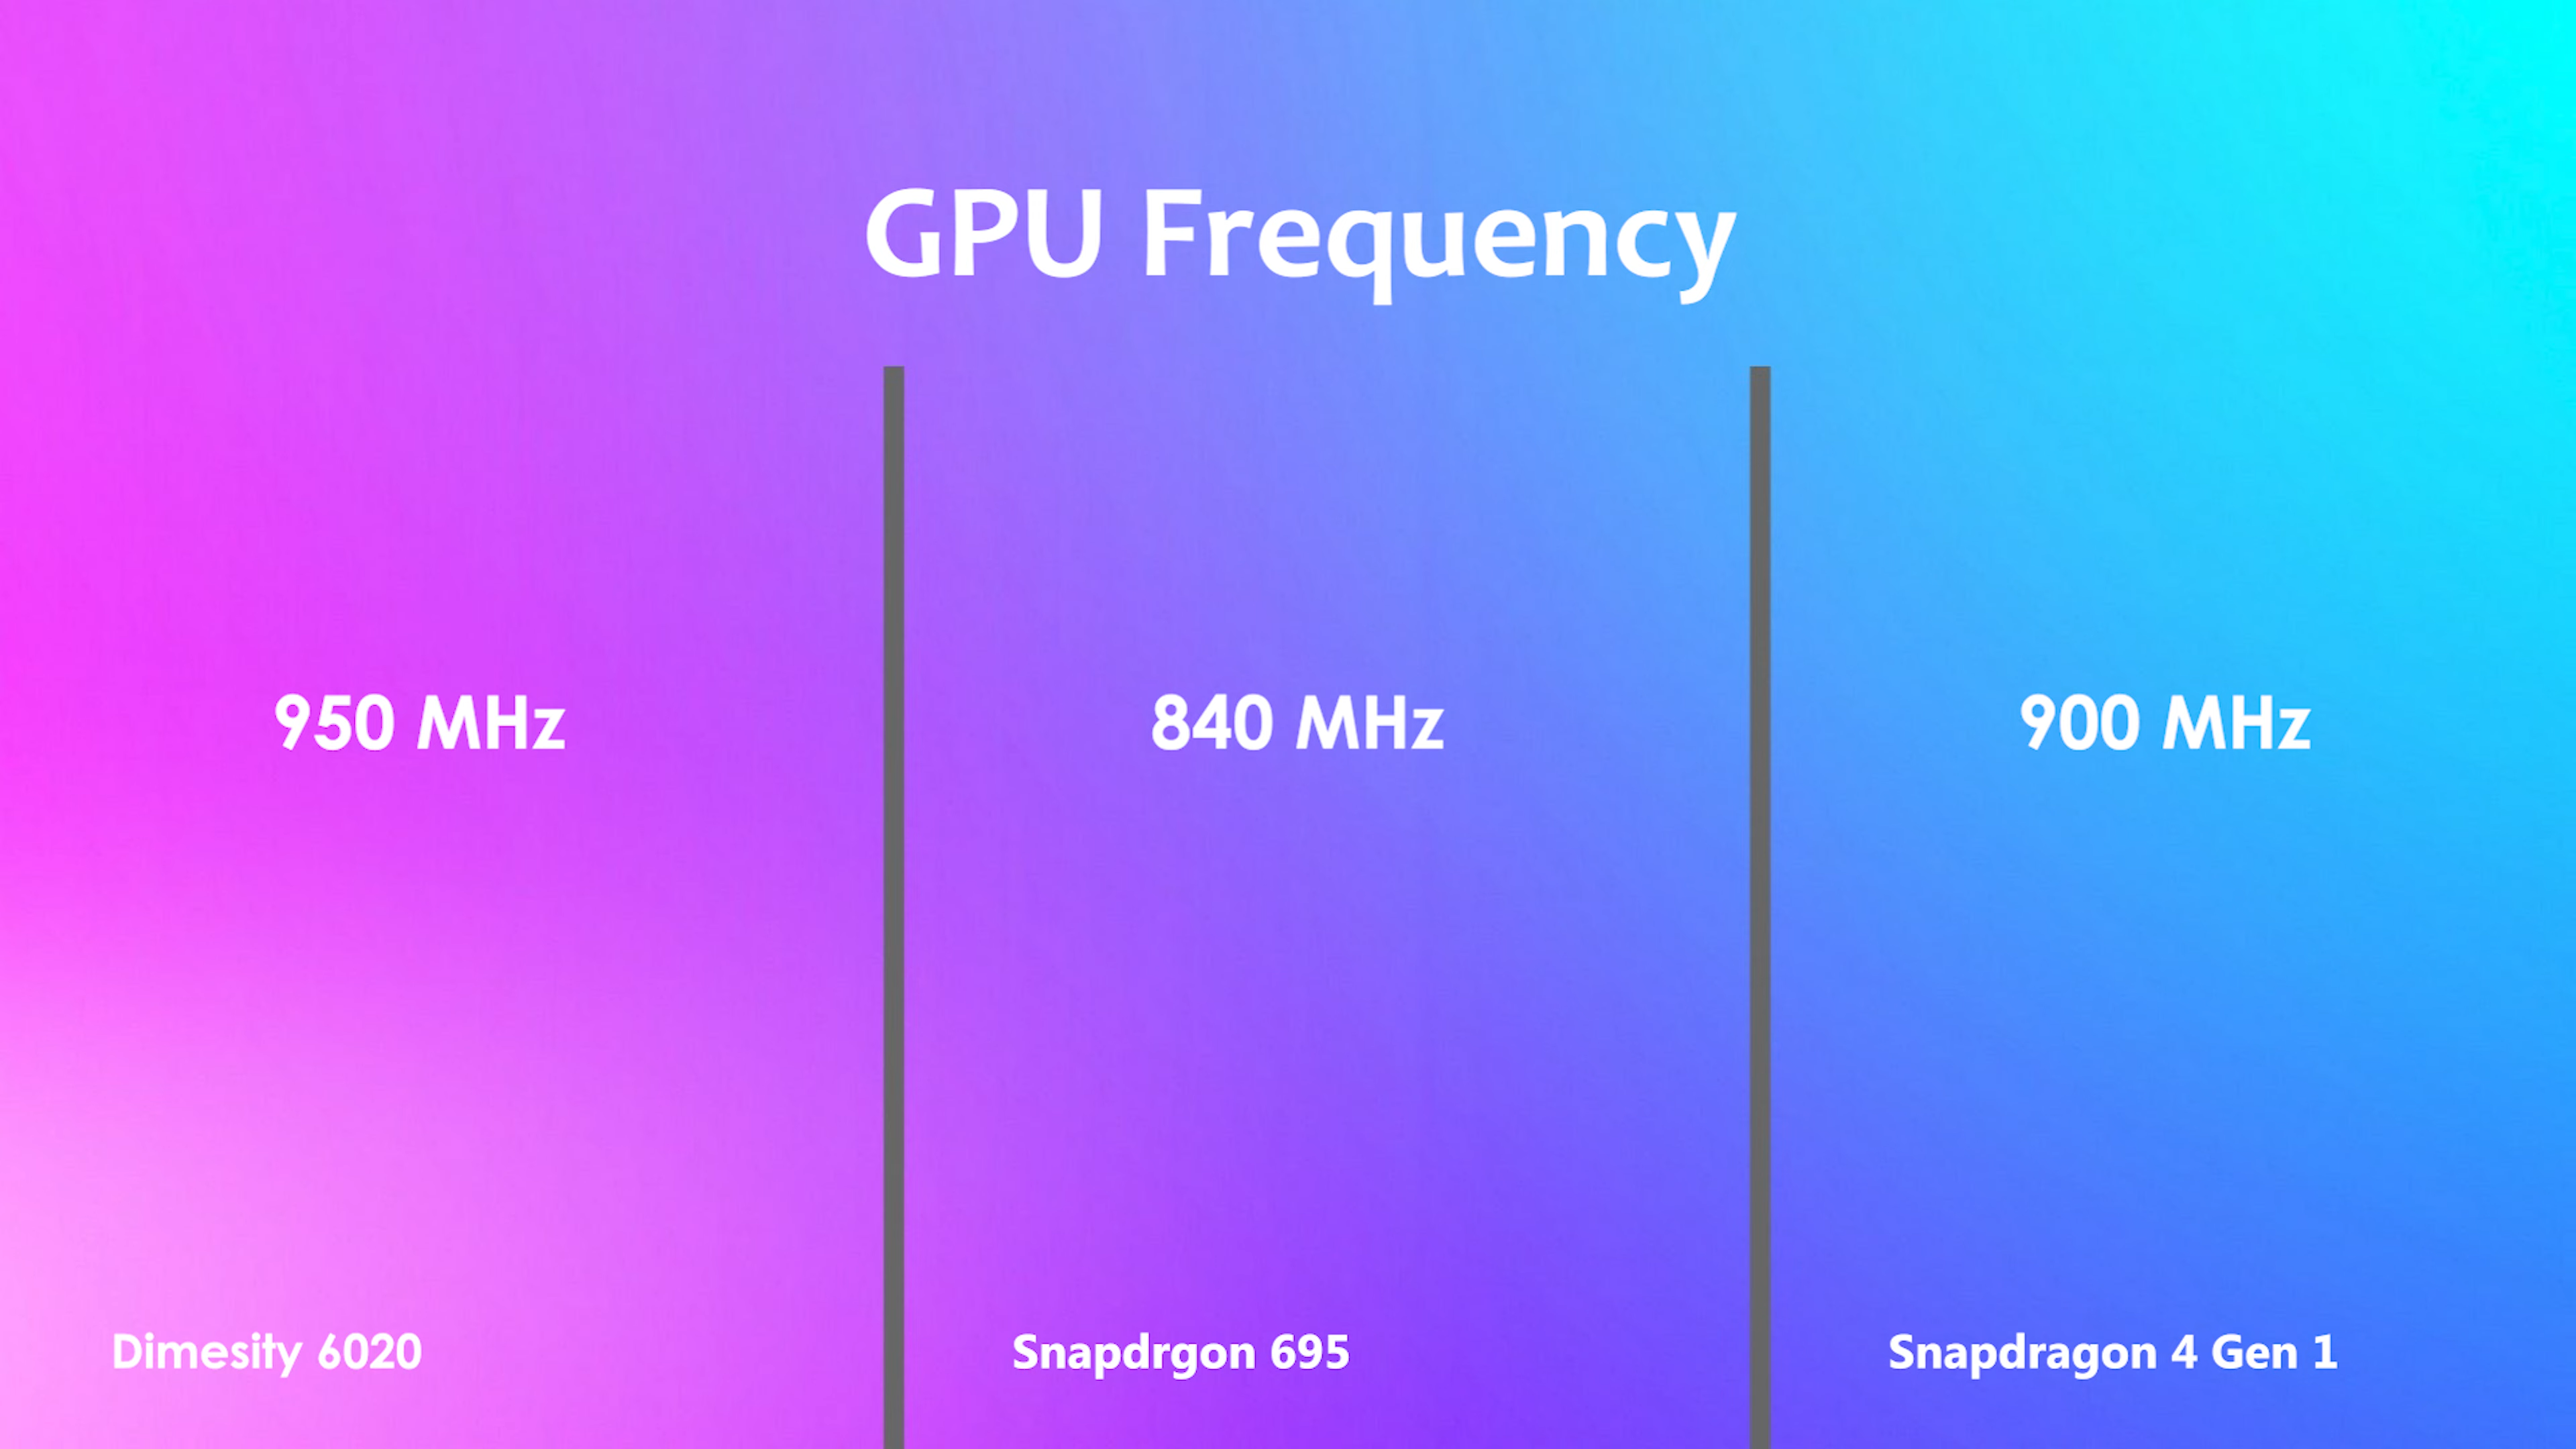 GPU Frequency
950 MHz
840 MHz
900 MHz
Dimesity 6020
Snapdrgon 695
Snapdragon 4 Gen 1